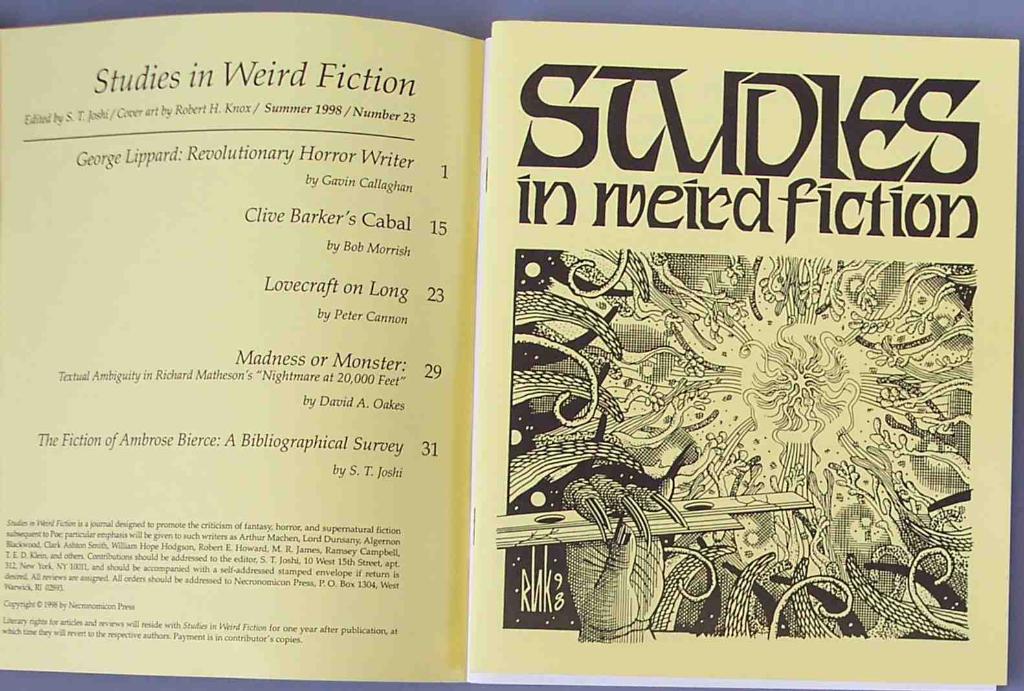 Studies in Weird Fiction
Edited by S. T. Joshi / Cover art by Robert H. Knox / Summer 1998 / Number 23
George Lippard: Revolutionary Horror Writer 1
by Gavin Callaghan
Clive Barker's Cabal 15
by Bob Morrish
Lovecraft on Long 23
by Peter Cannon
Madness or Monster: 29
Textual Ambiguity in Richard Matheson's "Nightmare at 20,000 Feet"
by David A. Oakes
The Fiction of Ambrose Bierce: A Bibliographical Survey 31
by S. T. Joshi
Studies in Weird Fiction is a journal designed to promote the criticism of fantasy, horror, and supernatural fiction
subsequent to Poe; particular emphasis will be given to such writers as Arthur Machen, Lord Dunsany, Algernon
Blackwood, Clark Ashton Smith, William Hope Hodgson, Robert E. Howard, M. R. James, Ramsey Campbell,
T. E. D. Klein, and others. Contributions should be addressed to the editor, S. T. Joshi, 10 West 15th Street, apt.
312, New York, NY 10011, and should be accompanied with a self-addressed stamped envelope if return is
desired. All reviews are assigned. All orders should be addressed to Necronomicon Press, P. O. Box 1304, West
Warwick, RI 02893.
Copyright © 1998 by Necronomicon Press
Literary rights for articles and reviews will reside with Studies in Weird Fiction for one year after publication, at
which time they will revert to the respective authors. Payment is in contributor's copies.
STUDIES
in weird fiction
RHK 98